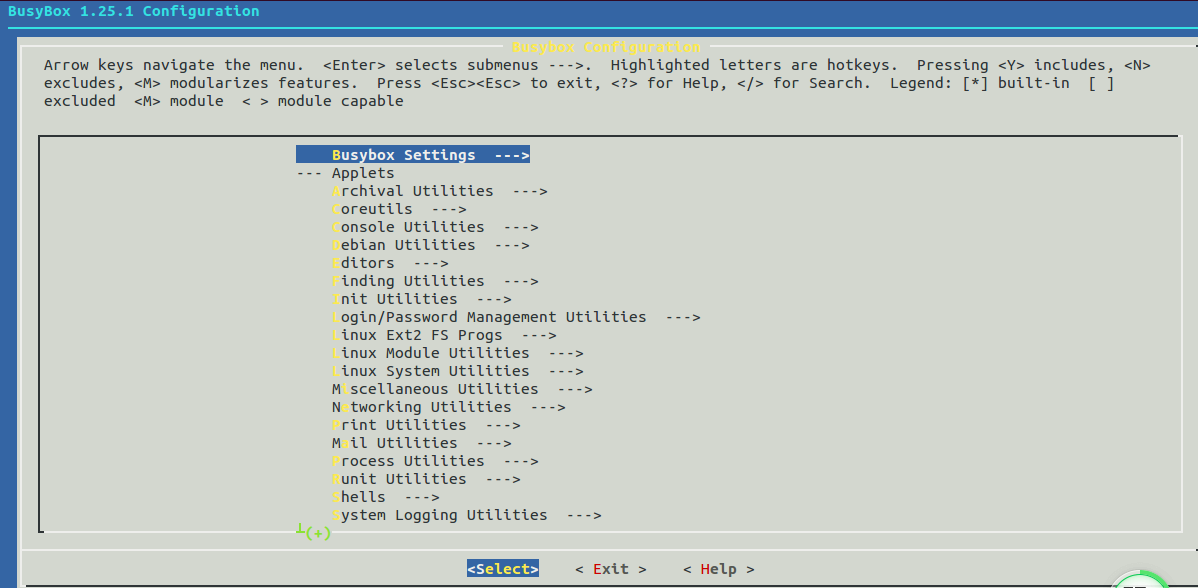 BusyBox 1.25.1 Configuration
Busybox Configuration
Arrow keys navigate the menu.  <Enter> selects submenus --->.  Highlighted letters are hotkeys.  Pressing <Y> includes, <N>
excludes, <M> modularizes features.  Press <Esc><Esc> to exit, <?> for Help, </> for Search.  Legend: [*] built-in  [ ]
excluded  <M> module  < > module capable
Busybox Settings  --->
--- Applets
Archival Utilities  --->
Coreutils  --->
Console Utilities  --->
Debian Utilities  --->
Editors  --->
Finding Utilities  --->
Init Utilities  --->
Login/Password Management Utilities  --->
Linux Ext2 FS Progs  --->
Linux Module Utilities  --->
Linux System Utilities  --->
Miscellaneous Utilities  --->
Networking Utilities  --->
Print Utilities  --->
Mail Utilities  --->
Process Utilities  --->
Runit Utilities  --->
Shells  --->
System Logging Utilities  --->
(+)
<Select>    < Exit >    < Help >